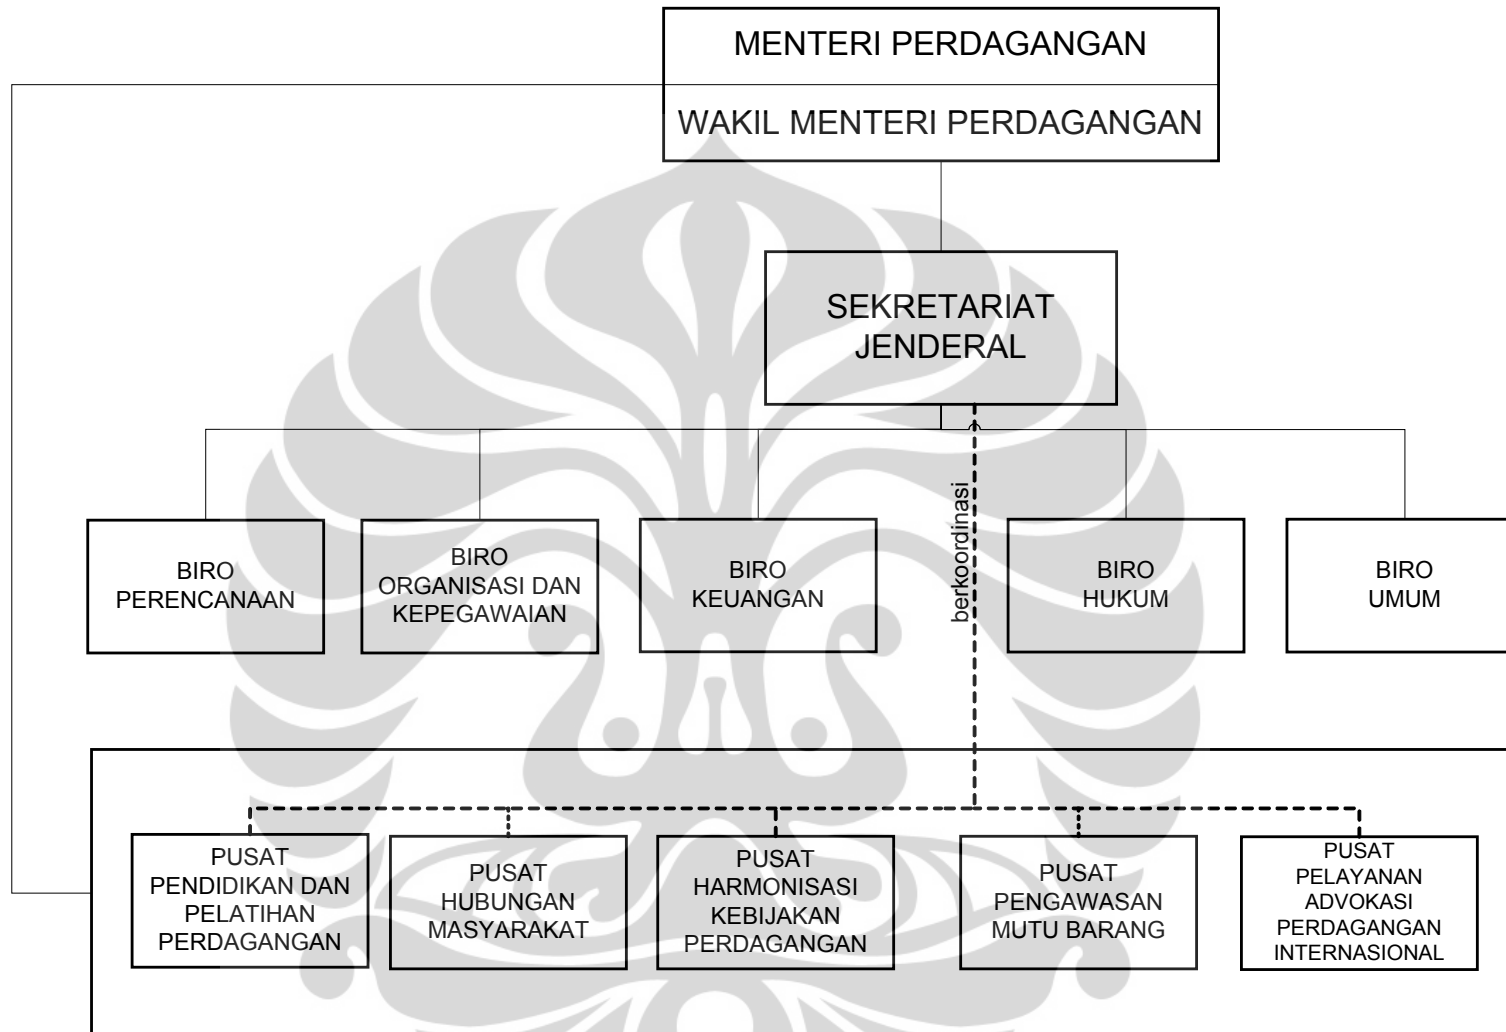 MENTERI PERDAGANGAN
WAKIL MENTERI PERDAGANGAN
SEKRETARIAT
JENDERAL
berkoordinasi
BIRO
PERENCANAAN
BIRO
ORGANISASI DAN
KEPEGAWAIAN
BIRO
KEUANGAN
BIRO
HUKUM
BIRO
UMUM
PUSAT
PENDIDIKAN DAN
PELATIHAN
PERDAGANGAN
PUSAT
HUBUNGAN
MASYARAKAT
PUSAT
HARMONISASI
KEBIJAKAN
PERDAGANGAN
PUSAT
PENGAWASAN
MUTU BARANG
PUSAT
PELAYANAN
ADVOKASI
PERDAGANGAN
INTERNASIONAL